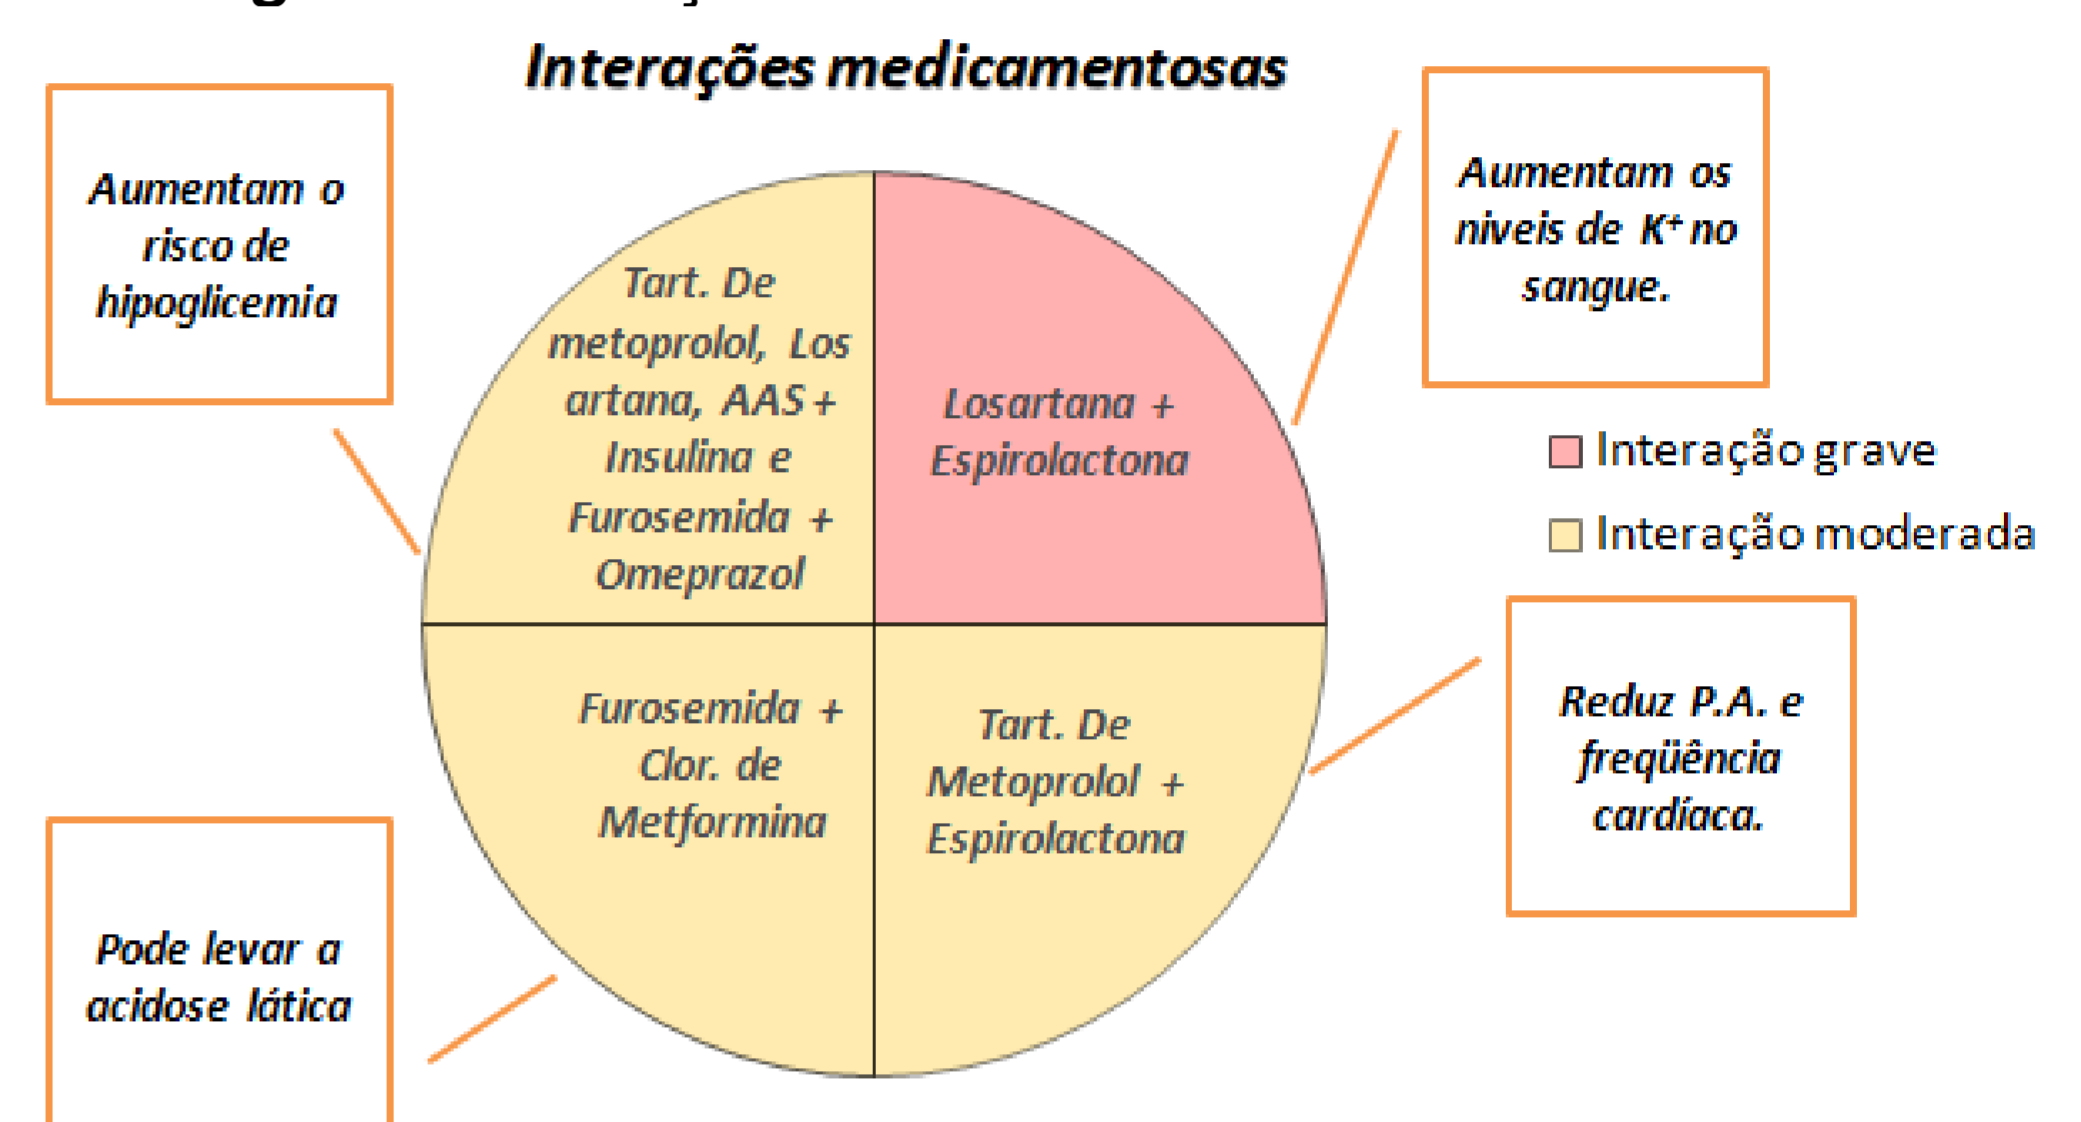 Interações medicamentosas
Aumentam o
risco de
hipoglicemia
Tart. De
metoprolol, Los
artana, AAS +
Insulina e
Furosemida +
Omeprazol
Losartana +
Espirolactona
Aumentam os
niveis de K⁺ no
sangue.
Interação grave
Interação moderada
Furosemida +
Clor. de
Metformina
Tart. De
Metoprolol +
Espirolactona
Reduz P.A. e
freqüência
cardíaca.
Pode levar a
acidose lática